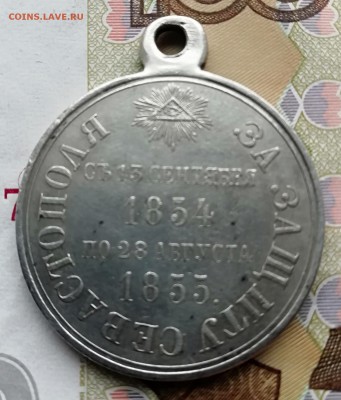 COINS.LAVE.RU
ЗА ЗАЩИТУ СЕВАСТОПОЛЯ
СЪ 13 СЕНТЯБРЯ
1854
ПО 28 АВГУСТА
1855.